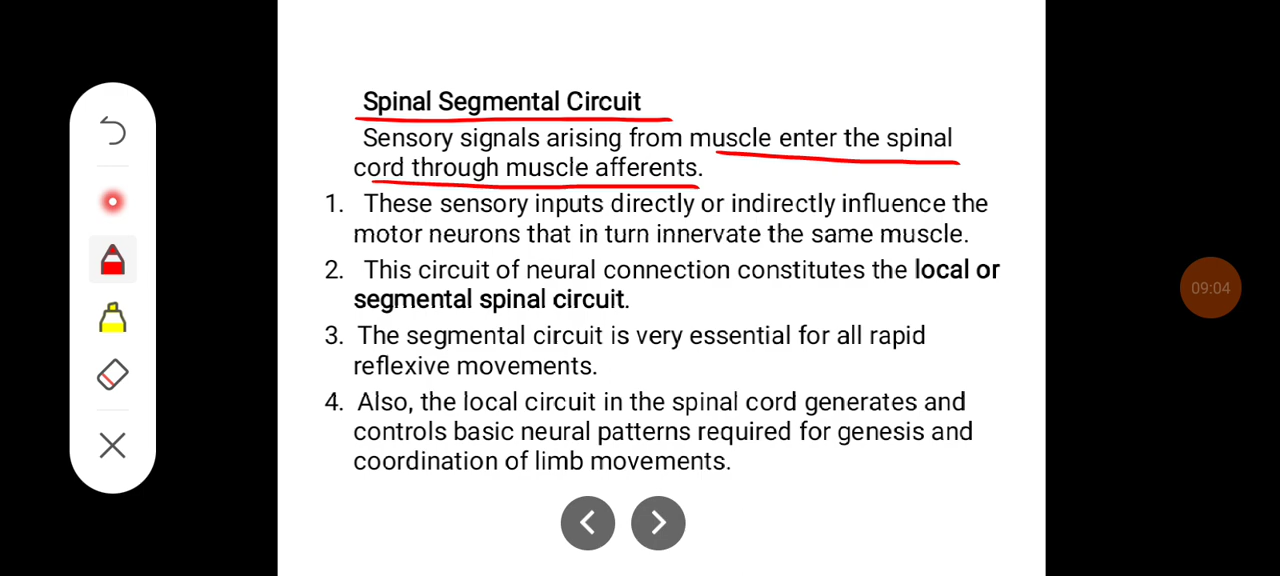 Spinal Segmental Circuit
Sensory signals arising from muscle enter the spinal
cord through muscle afferents.
1. These sensory inputs directly or indirectly influence the
motor neurons that in turn innervate the same muscle.
2. This circuit of neural connection constitutes the local or
segmental spinal circuit.
3. The segmental circuit is very essential for all rapid
reflexive movements.
4. Also, the local circuit in the spinal cord generates and
controls basic neural patterns required for genesis and
coordination of limb movements.
09:04